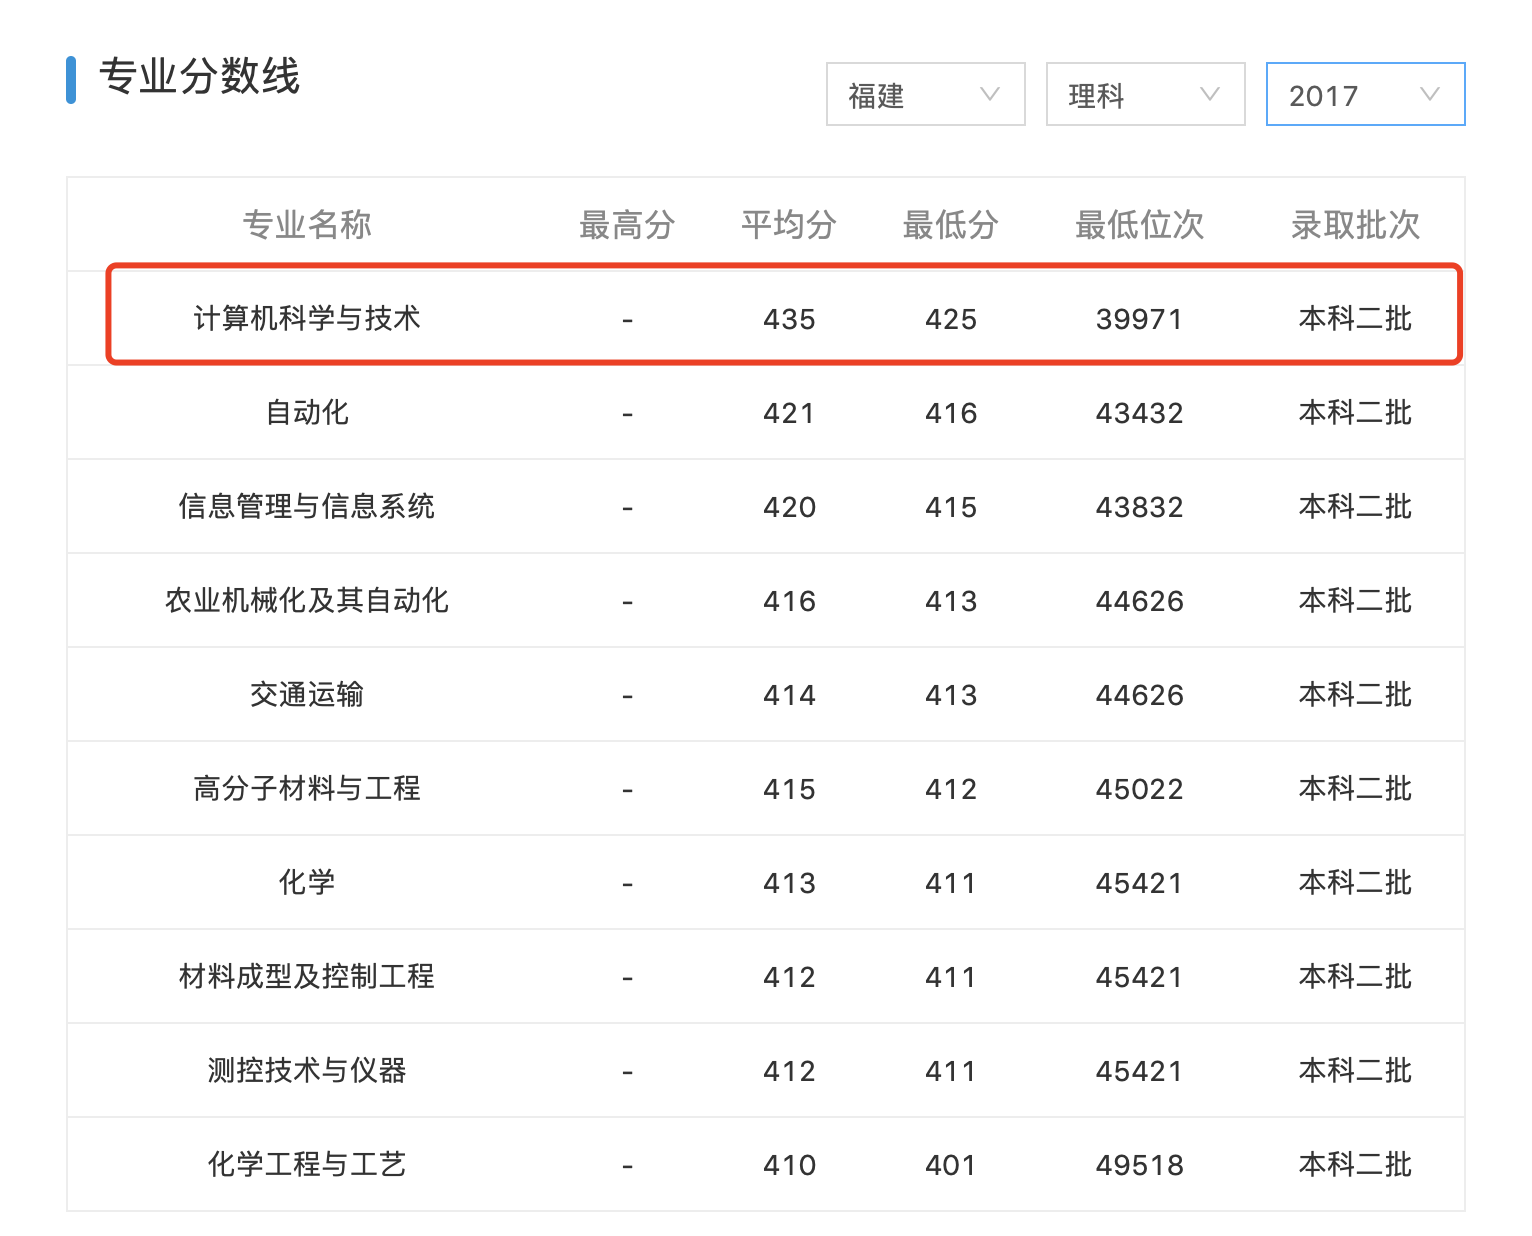 专业分数线
福建 理科 2017
专业名称 最高分 平均分 最低分 最低位次 录取批次
计算机科学与技术 - 435 425 39971 本科二批
自动化 - 421 416 43432 本科二批
信息管理与信息系统 - 420 415 43832 本科二批
农业机械化及其自动化 - 416 413 44626 本科二批
交通运输 - 414 413 44626 本科二批
高分子材料与工程 - 415 412 45022 本科二批
化学 - 413 411 45421 本科二批
材料成型及控制工程 - 412 411 45421 本科二批
测控技术与仪器 - 412 411 45421 本科二批
化学工程与工艺 - 410 401 49518 本科二批